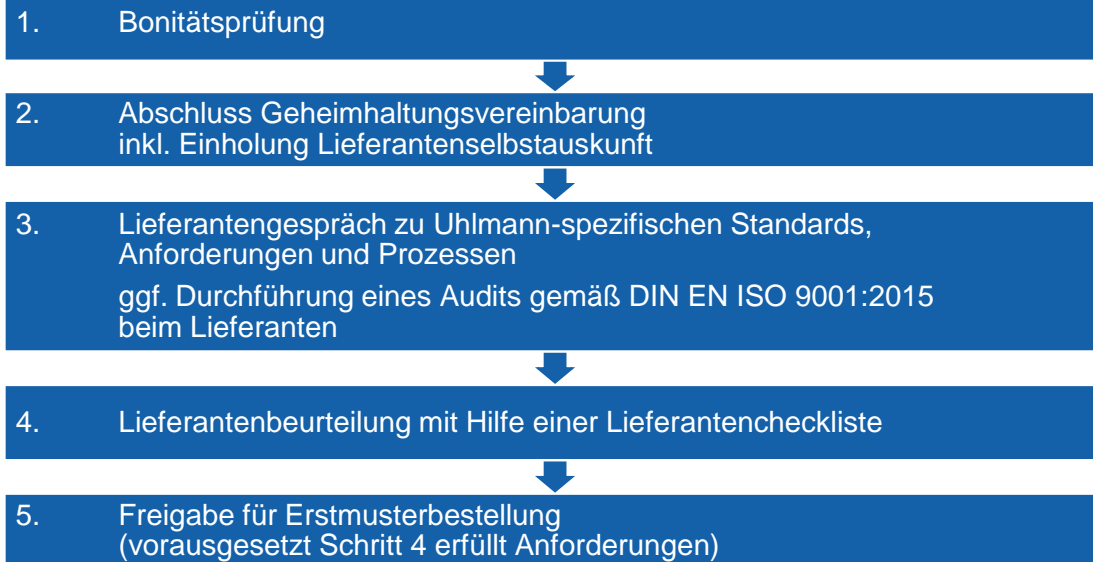 1. Bonitätsprüfung
2. Abschluss Geheimhaltungsvereinbarung
inkl. Einholung Lieferantenselbstauskunft
3. Lieferantengespräch zu Uhlmann-spezifischen Standards,
Anforderungen und Prozessen
ggf. Durchführung eines Audits gemäß DIN EN ISO 9001:2015
beim Lieferanten
4. Lieferantenbeurteilung mit Hilfe einer Lieferantencheckliste
5. Freigabe für Erstmusterbestellung
(vorausgesetzt Schritt 4 erfüllt Anforderungen)